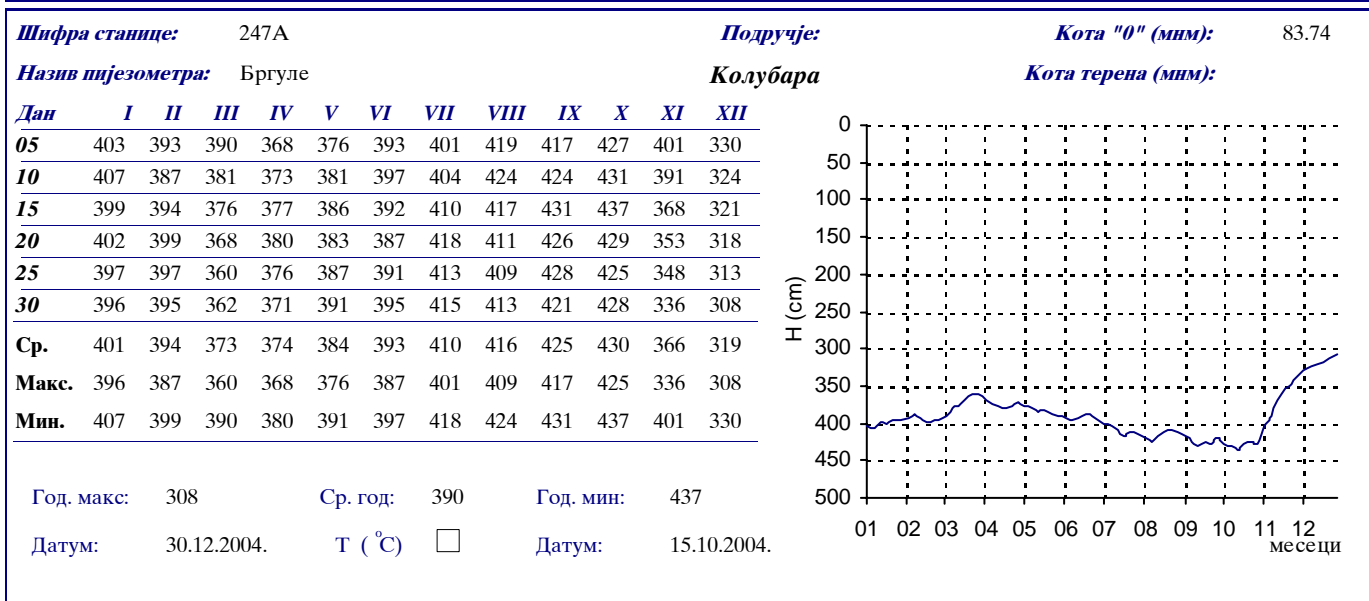 Шифра станице: 247А Подручје: Кота "0" (мнм): 83.74
Назив пијезометра: Бргуле Колубара Кота терена (мнм):
Дан I II III IV V VI VII VIII IX X XI XII
05 403 393 390 368 376 393 401 419 417 427 401 330
10 407 387 381 373 381 397 404 424 424 431 391 324
15 399 394 376 377 386 392 410 417 431 437 368 321
20 402 399 368 380 383 387 418 411 426 429 353 318
25 397 397 360 376 387 391 413 409 428 425 348 313
30 396 395 362 371 391 395 415 413 421 428 336 308
Ср. 401 394 373 374 384 393 410 416 425 430 366 319
Макс. 396 387 360 368 376 387 401 409 417 425 336 308
Мин. 407 399 390 380 391 397 418 424 431 437 401 330
Год. макс: 308 Ср. год: 390 Год. мин: 437
Датум: 30.12.2004. T ( °C) Датум: 15.10.2004.
H (cm)
0
50
100
150
200
250
300
350
400
450
500
01 02 03 04 05 06 07 08 09 10 11 12
месеци